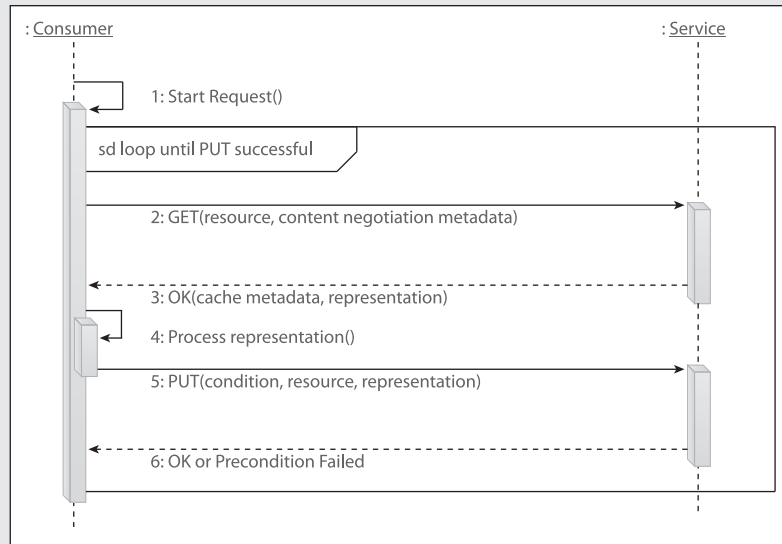 : Consumer
: Service
1: Start Request()
sd loop until PUT successful
2: GET(resource, content negotiation metadata)
3: OK(cache metadata, representation)
4: Process representation()
5: PUT(condition, resource, representation)
6: OK or Precondition Failed